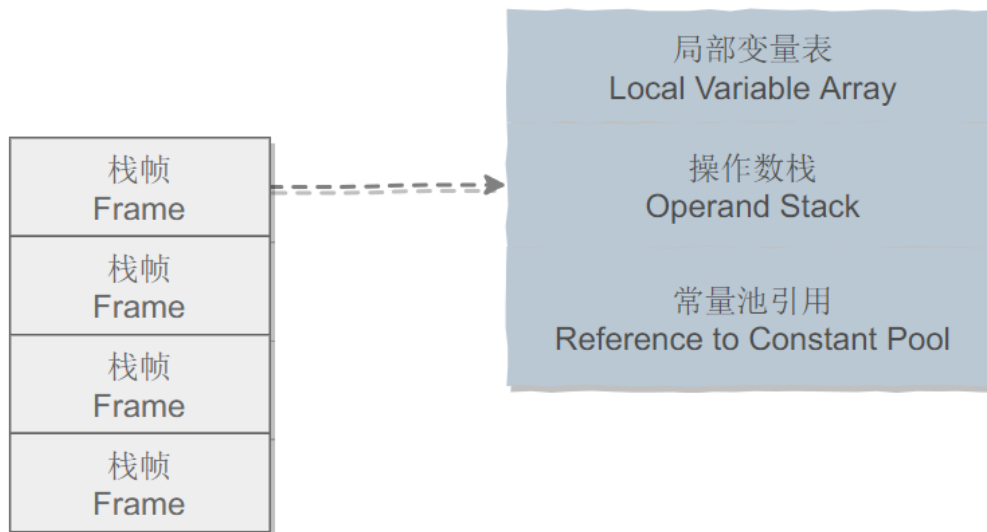 局部变量表
Local Variable Array
操作数栈
Operand Stack
常量池引用
Reference to Constant Pool
栈帧
Frame
栈帧
Frame
栈帧
Frame
栈帧
Frame